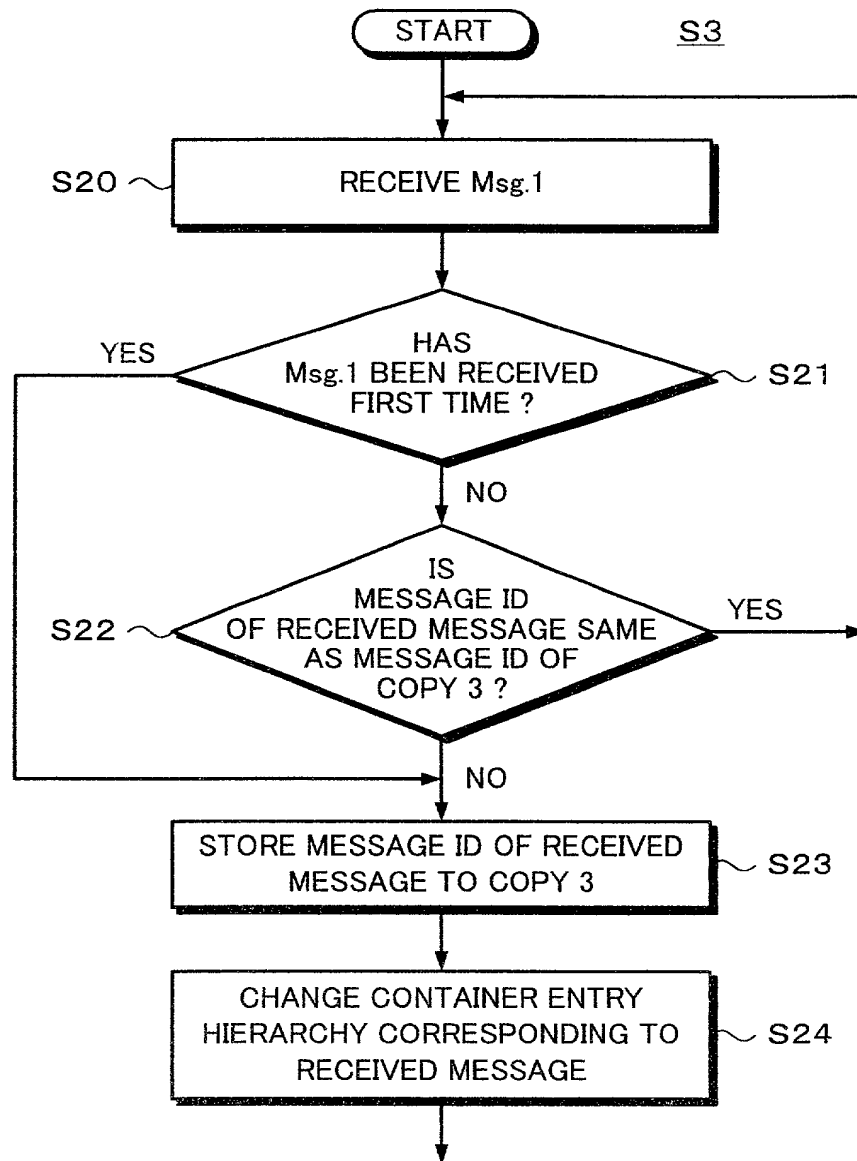 START
S3
S20
RECEIVE Msg.1
YES
HAS
Msg.1 BEEN RECEIVED
FIRST TIME ?
S21
NO
IS
MESSAGE ID
OF RECEIVED MESSAGE SAME
AS MESSAGE ID OF
COPY 3 ?
S22
YES
NO
STORE MESSAGE ID OF RECEIVED
MESSAGE TO COPY 3
S23
CHANGE CONTAINER ENTRY
HIERARCHY CORRESPONDING TO
RECEIVED MESSAGE
S24